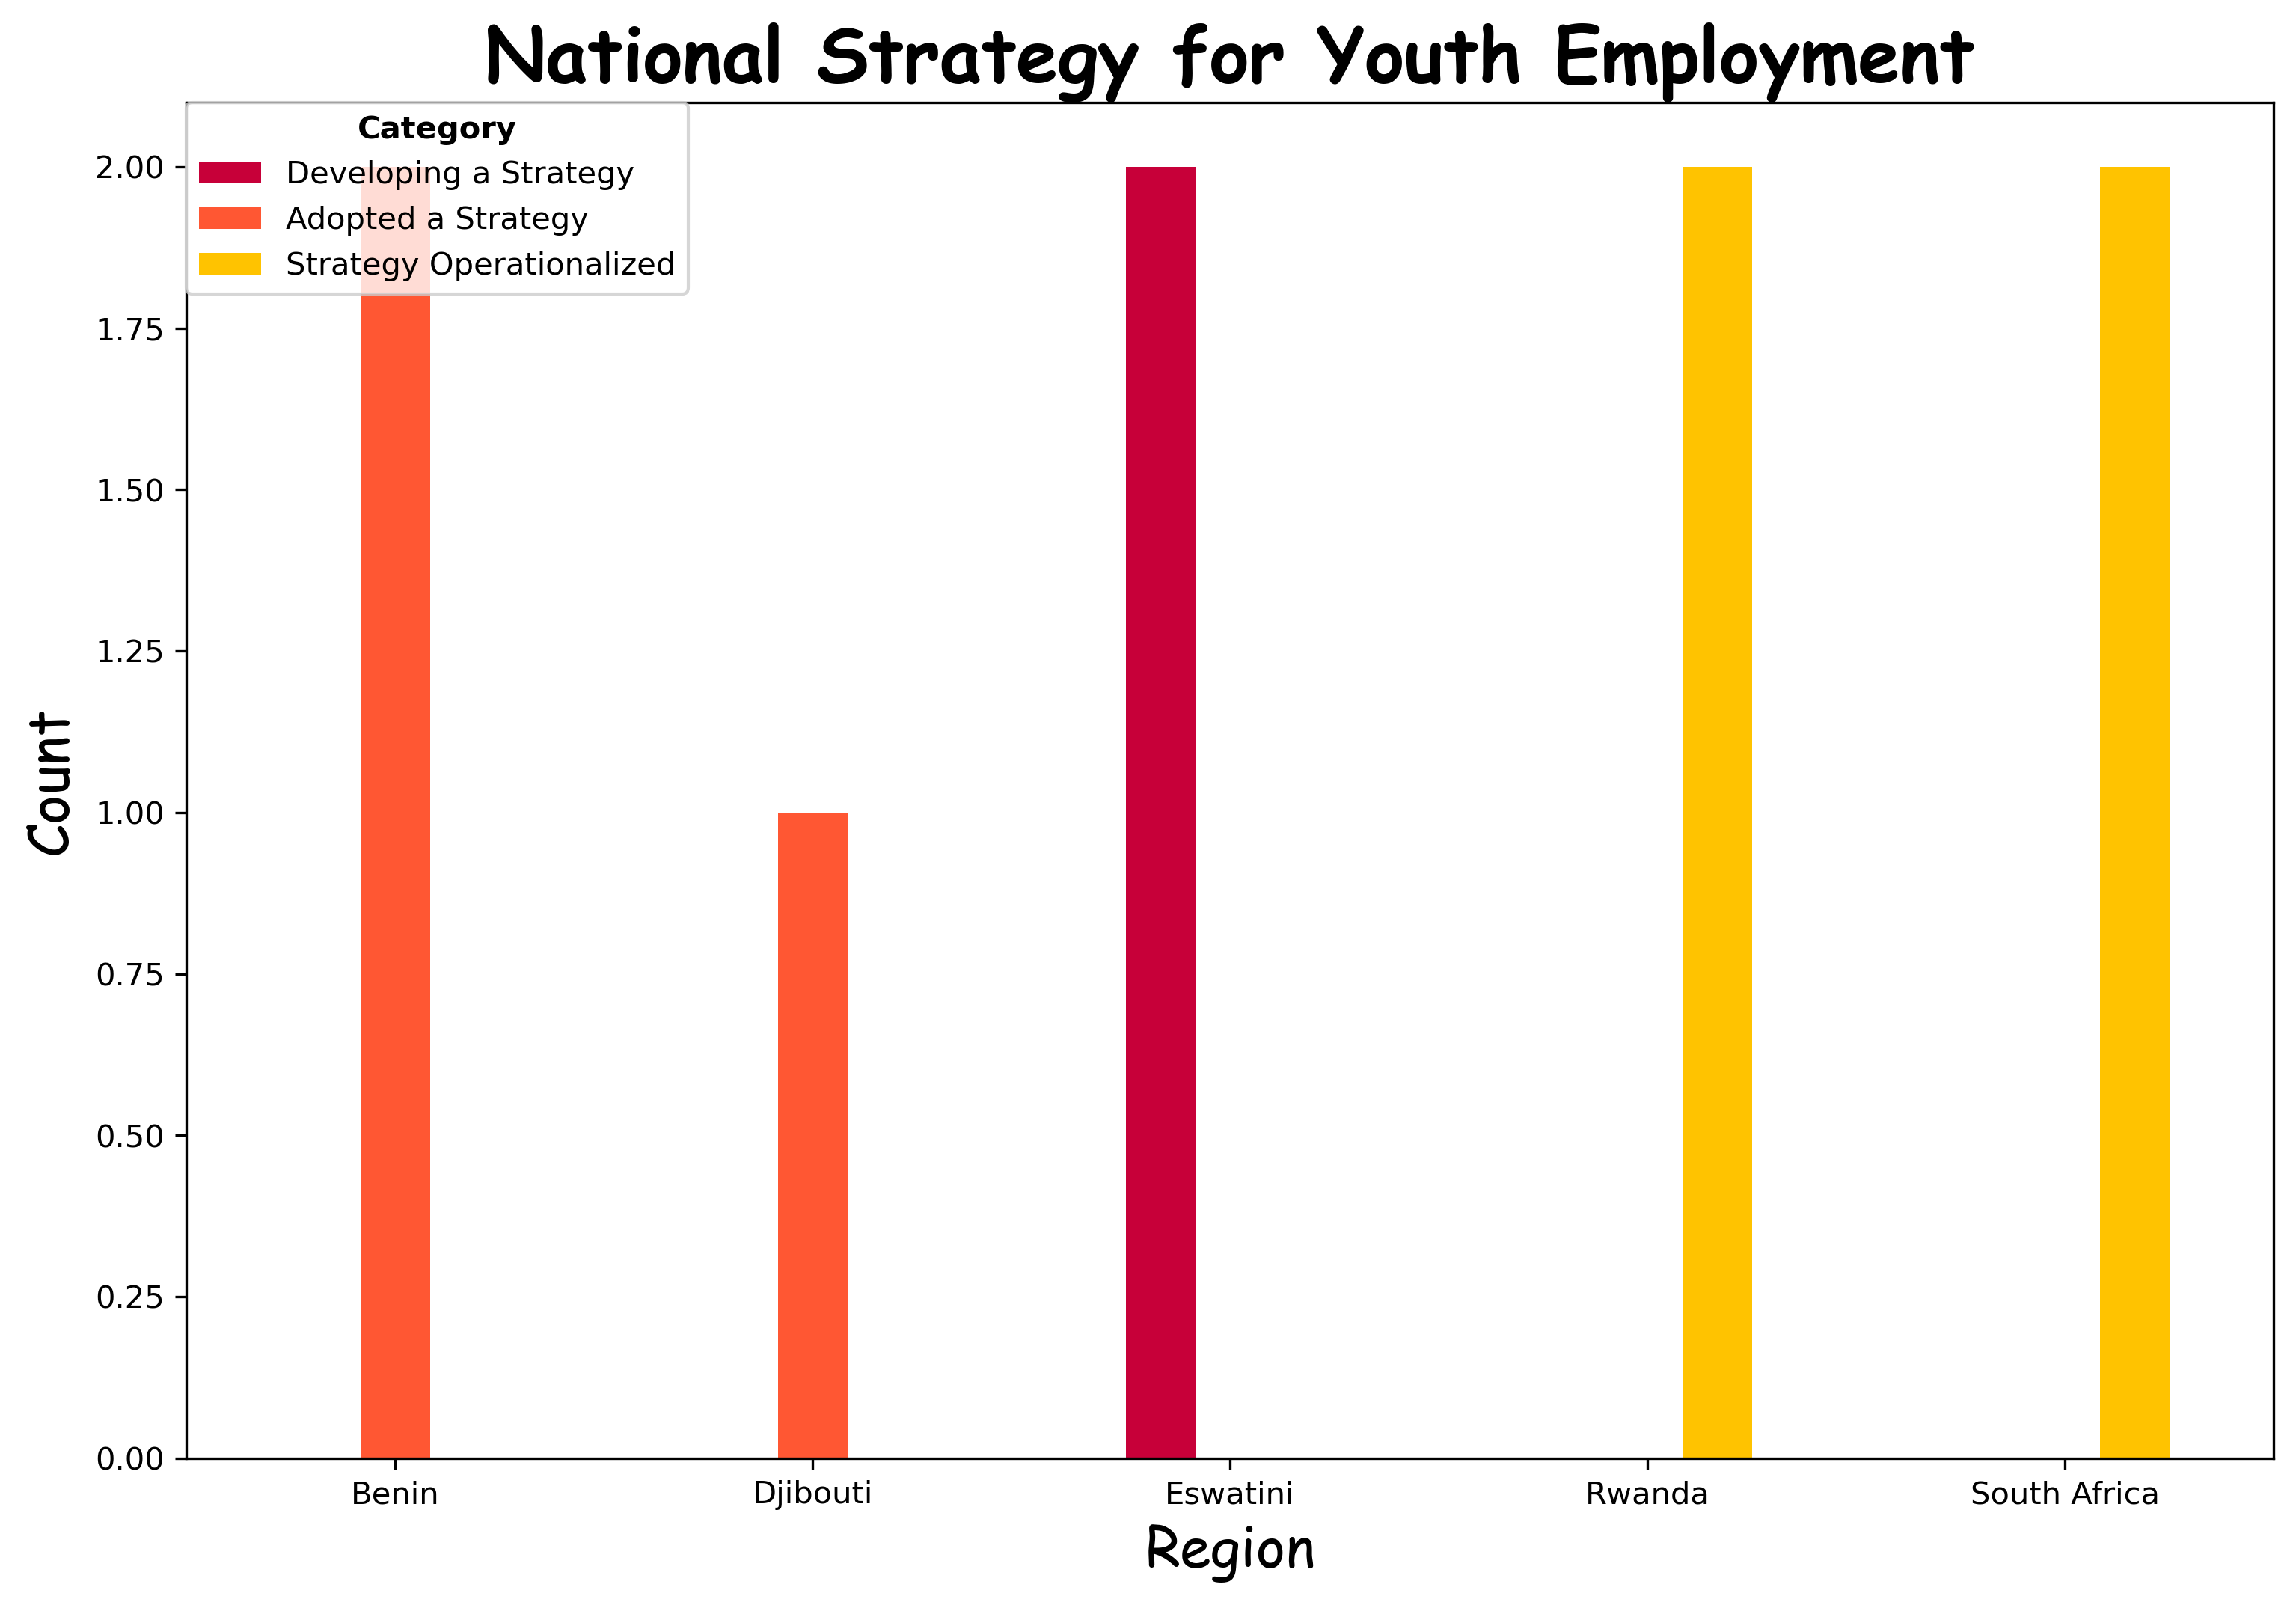 National Strategy for Youth Employment
Category
Developing a Strategy
Adopted a Strategy
Strategy Operationalized
2.00
1.75
1.50
1.25
1.00
0.75
0.50
0.25
0.00
Count
Benin Djibouti Eswatini Rwanda South Africa
Region